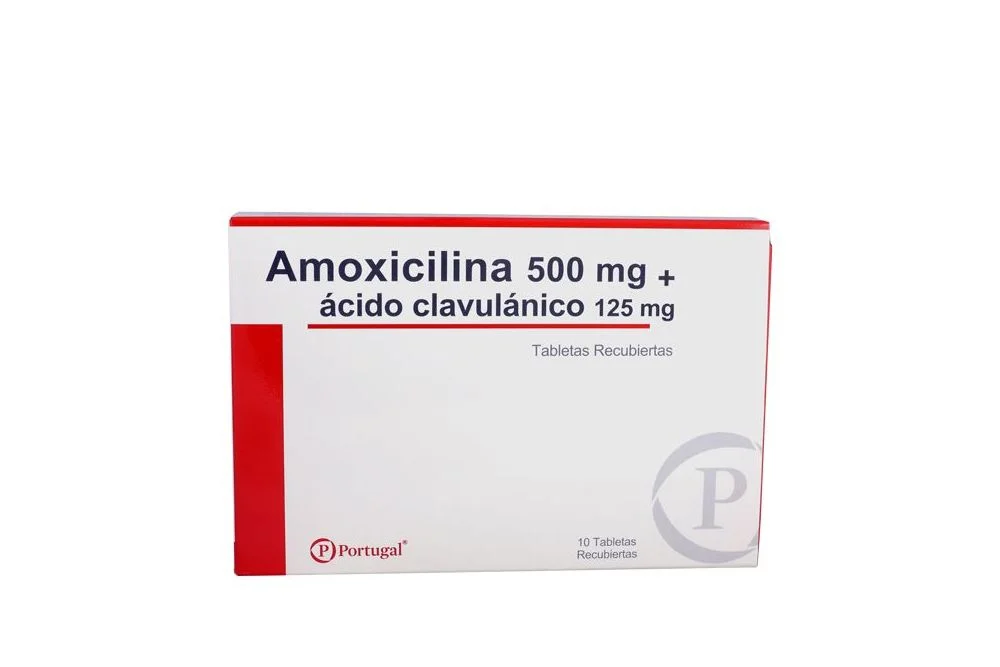 Amoxicilina 500 mg +
ácido clavulánico 125 mg
Tabletas Recubiertas
P
P Portugal®
10 Tabletas
Recubiertas